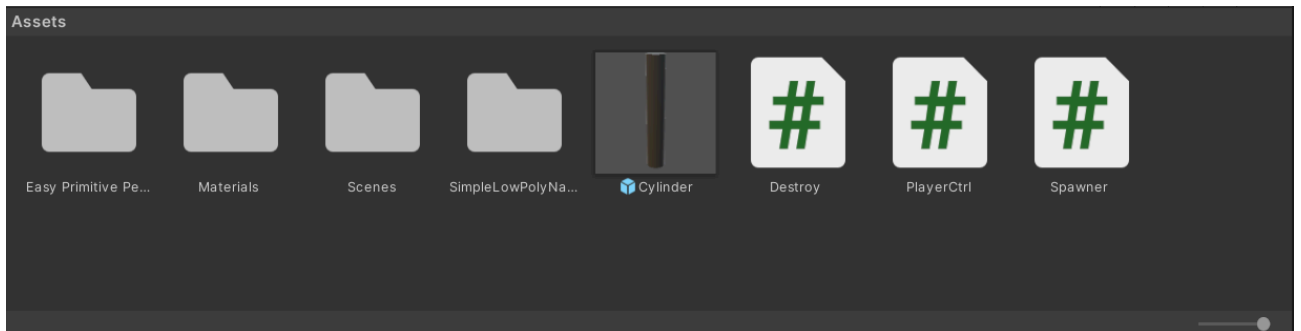 Assets
Easy Primitive Pe...
Materials
Scenes
SimpleLowPolyNa...
Cylinder
Destroy
PlayerCtrl
Spawner